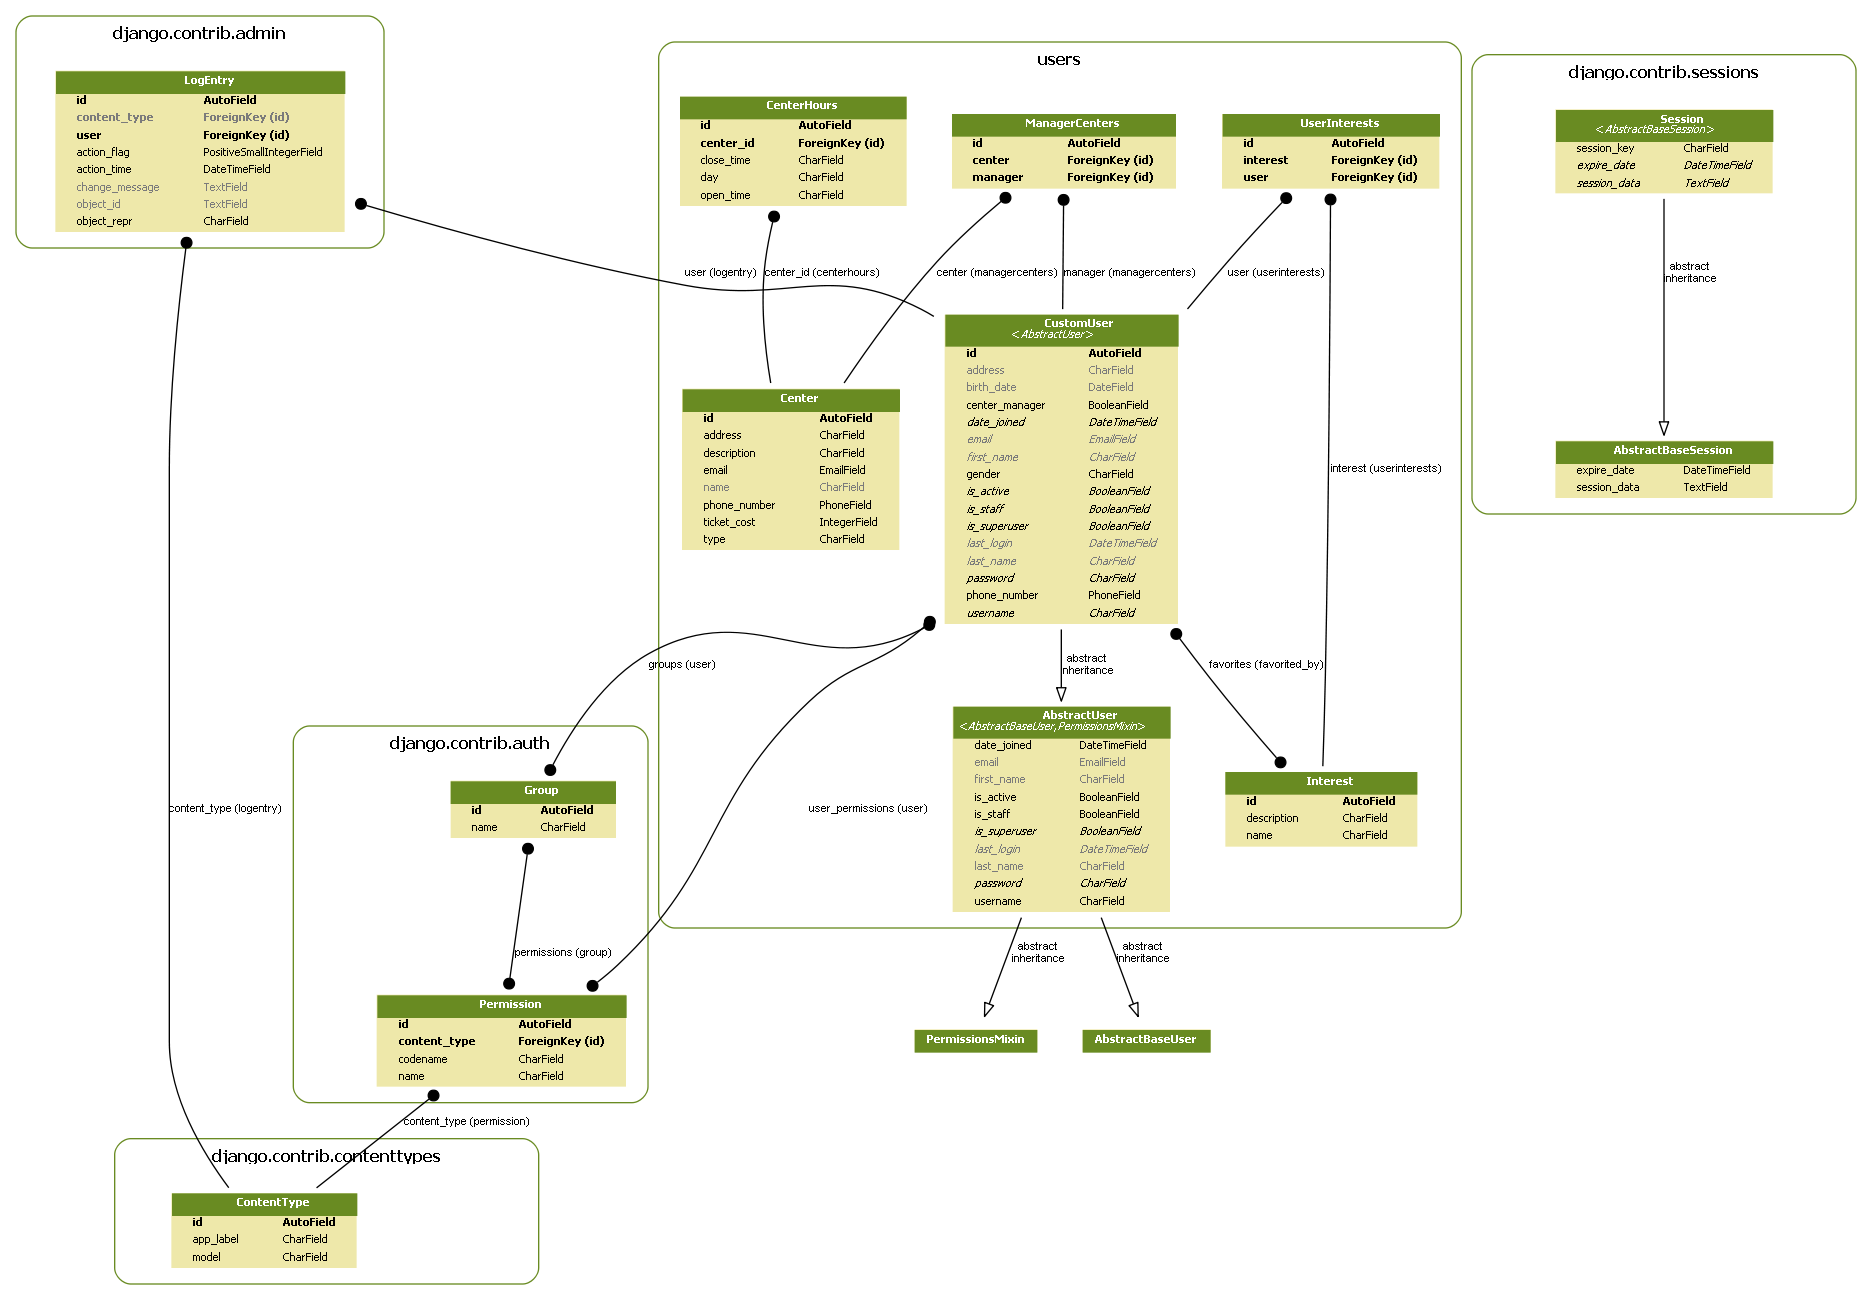 django.contrib.admin
LogEntry
id AutoField
content_type ForeignKey (id)
user ForeignKey (id)
action_flag PositiveSmallIntegerField
action_time DateTimeField
change_message TextField
object_id TextField
object_repr CharField
users
CenterHours
id AutoField
center_id ForeignKey (id)
close_time CharField
day CharField
open_time CharField
ManagerCenters
id AutoField
center ForeignKey (id)
manager ForeignKey (id)
UserInterests
id AutoField
interest ForeignKey (id)
user ForeignKey (id)
django.contrib.sessions
Session
<AbstractBaseSession>
session_key CharField
expire_date DateTimeField
session_data TextField
user (logentry)
center_id (centerhours)
center (managercenters)
manager (managercenters)
user (userinterests)
abstract
inheritance
CustomUser
<AbstractUser>
id AutoField
address CharField
birth_date DateField
center_manager BooleanField
date_joined DateTimeField
email EmailField
first_name CharField
gender CharField
is_active BooleanField
is_staff BooleanField
is_superuser BooleanField
last_login DateTimeField
last_name CharField
password CharField
phone_number PhoneField
username CharField
Center
id AutoField
address CharField
description CharField
email EmailField
name CharField
phone_number PhoneField
ticket_cost IntegerField
type CharField
interest (userinterests)
AbstractBaseSession
expire_date DateTimeField
session_data TextField
groups (user)
abstract
inheritance
favorites (favorited_by)
AbstractUser
<AbstractBaseUser,PermissionsMixin>
date_joined DateTimeField
email EmailField
first_name CharField
is_active BooleanField
is_staff BooleanField
is_superuser BooleanField
last_login DateTimeField
last_name CharField
password CharField
username CharField
Interest
id AutoField
description CharField
name CharField
django.contrib.auth
Group
id AutoField
name CharField
content_type (logentry)
user_permissions (user)
permissions (group)
abstract
inheritance
abstract
inheritance
Permission
id AutoField
content_type ForeignKey (id)
codename CharField
name CharField
PermissionsMixin
AbstractBaseUser
content_type (permission)
django.contrib.contenttypes
ContentType
id AutoField
app_label CharField
model CharField